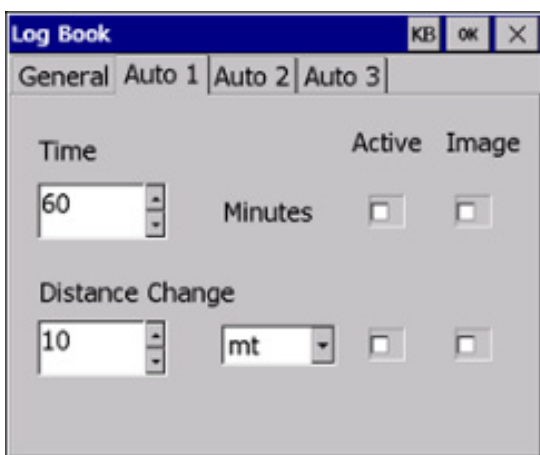 Log Book KB OK X
General Auto 1 Auto 2 Auto 3
Time Active Image
60 Minutes
Distance Change
10 mt